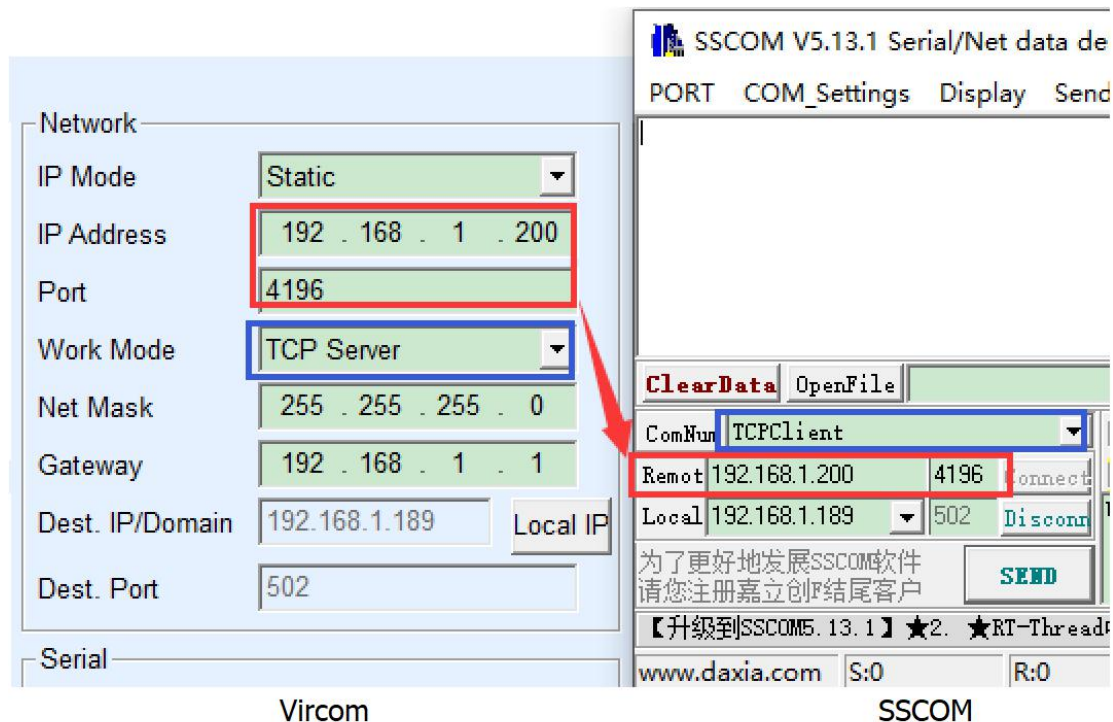 Network
IP Mode Static
IP Address 192 . 168 . 1 . 200
Port 4196
Work Mode TCP Server
Net Mask 255 . 255 . 255 . 0
Gateway 192 . 168 . 1 . 1
Dest. IP/Domain 192.168.1.189 Local IP
Dest. Port 502
Serial
Vircom
SSCOM V5.13.1 Serial/Net data de
PORT COM_Settings Display Send
ClearData OpenFile
ComNum TCPClient
Remot 192.168.1.200 4196 Connect
Local 192.168.1.189 502 Disconn
为了更好地发展SSCOM软件
请您注册嘉立创F结尾客户
SEND
【升级到SSCOM5.13.1】★2. ★RT-Thread
www.daxia.com S:0 R:0
SSCOM